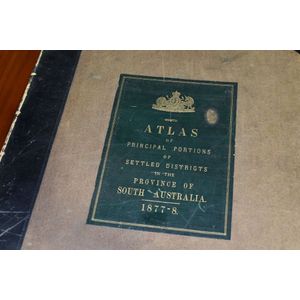 ATLAS
OF
PRINCIPAL PORTIONS
OF
SETTLED DISTRICTS
IN THE
PROVINCE OF
SOUTH AUSTRALIA.
1877-8.